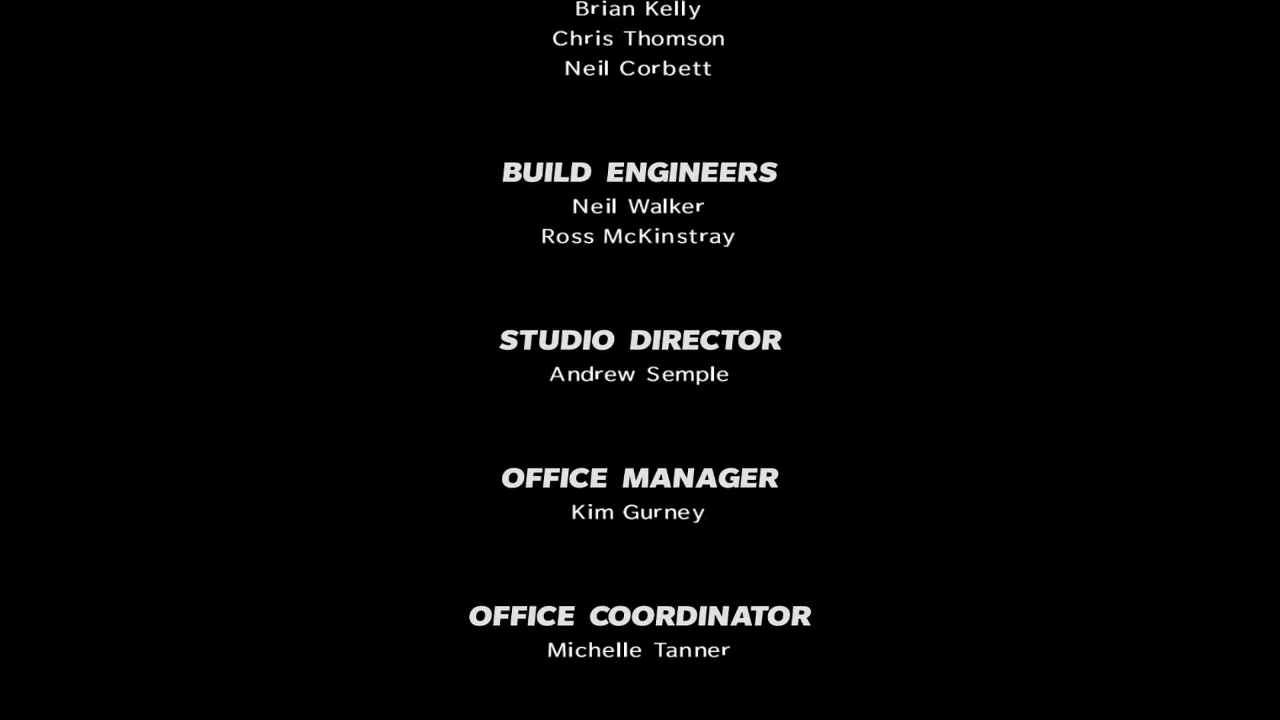 Brian Kelly
Chris Thomson
Neil Corbett
BUILD ENGINEERS
Neil Walker
Ross McKinstray
STUDIO DIRECTOR
Andrew Semple
OFFICE MANAGER
Kim Gurney
OFFICE COORDINATOR
Michelle Tanner